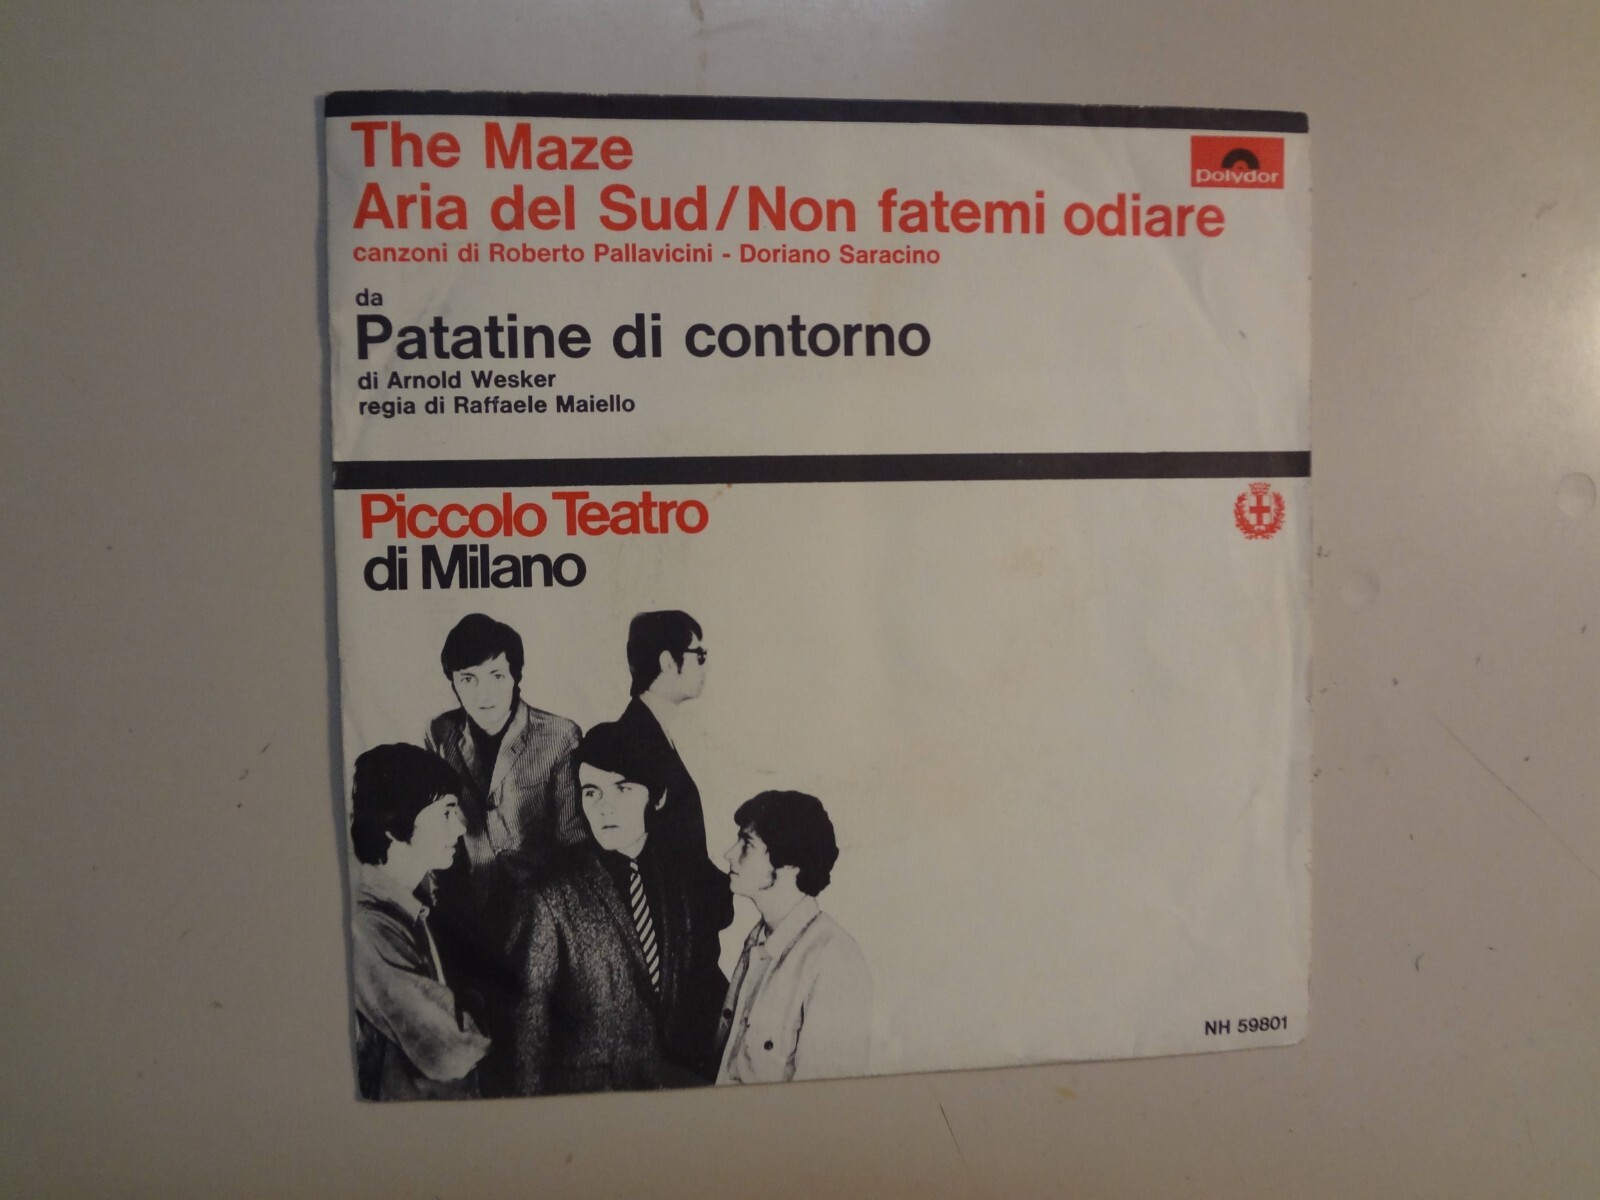 The Maze
polydor
Aria del Sud/Non fatemi odiare
canzoni di Roberto Pallavicini - Doriano Saracino
da
Patatine di contorno
di Arnold Wesker
regia di Raffaele Maiello
Piccolo Teatro
di Milano
NH 59801